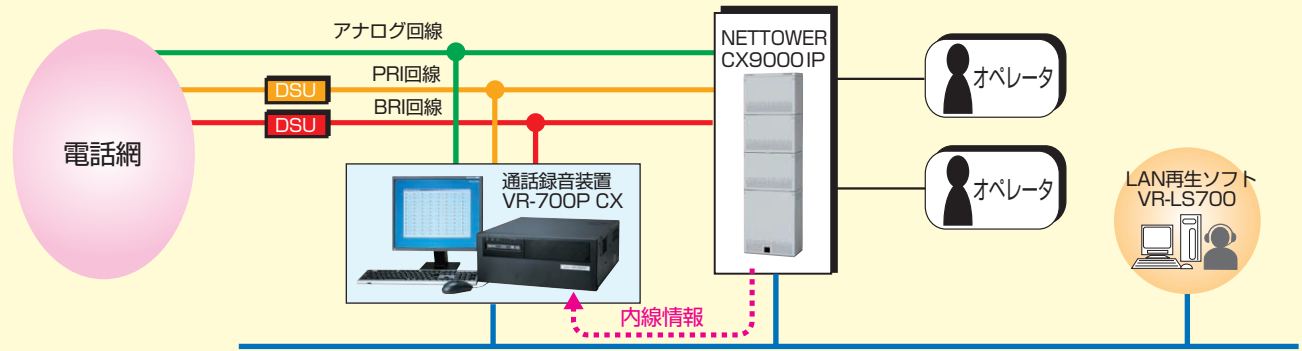 アナログ回線
PRI回線
DSU
BRI回線
DSU
電話網
通話録音装置
VR-700P CX
NETTOWER
CX9000 IP
オペレータ
オペレータ
LAN再生ソフト
VR-LS700
内線情報